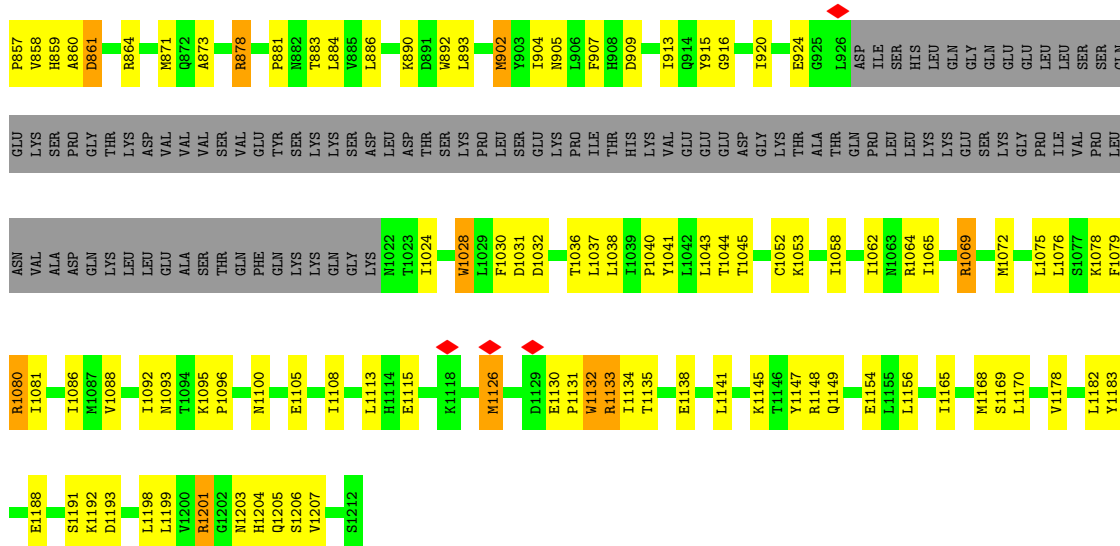 P857 V858 H859 A860 D861 R864 M871 Q872 A873 R878 P881 N882 T883 L884 V885 L886 K890 D891 W892 L893 M902 Y903 I904 N905 L906 F907 H908 D909 I913 Q914 Y915 G916 I920 E924 G925 L926 ASP ILE SER HIS LEU GLN GLY GLN GLU GLU LEU LEU SER SER GLN
GLU LYS SER PRO GLY THR LYS ASP VAL VAL VAL SER VAL GLU TYR SER LYS LYS SER ASP LEU ASP THR SER LYS PRO LEU SER GLU LYS PRO ILE THR HIS LYS VAL GLU GLU GLU ASP GLY LYS THR ALA THR GLN PRO LEU LEU LYS LYS GLU SER LYS GLY PRO ILE VAL PRO LEU
ASN VAL ALA ASP GLN LYS LEU LEU GLU ALA SER THR GLN PHE GLN LYS LYS GLN GLY LYS N1022 T1023 I1024 W1028 L1029 F1030 D1031 D1032 T1036 L1037 L1038 I1039 P1040 Y1041 L1042 L1043 T1044 T1045 C1052 K1053 I1058 I1062 N1063 R1064 I1065 R1069 M1072 L1075 L1076 S1077 K1078 F1079
R1080 I1081 I1086 M1087 V1088 I1092 N1093 T1094 K1095 P1096 N1100 E1105 I1108 L1113 H1114 E1115 K1118 M1126 D1129 E1130 P1131 W1132 R1133 I1134 T1135 E1138 L1141 K1145 T1146 Y1147 R1148 Q1149 E1154 L1155 L1156 I1165 M1168 S1169 L1170 V1178 L1182 Y1183
E1188 S1191 K1192 D1193 L1198 L1199 V1200 R1201 G1202 N1203 H1204 Q1205 S1206 V1207 S1212